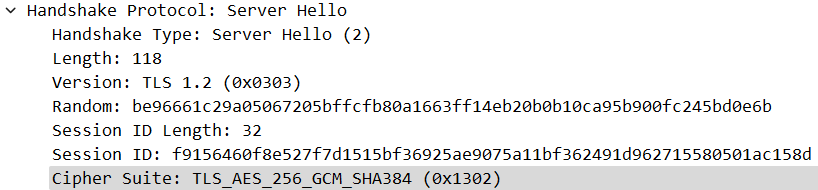 Handshake Protocol: Server Hello
Handshake Type: Server Hello (2)
Length: 118
Version: TLS 1.2 (0x0303)
Random: be96661c29a05067205bffcfb80a1663ff14eb20b0b10ca95b900fc245bd0e6b
Session ID Length: 32
Session ID: f9156460f8e527f7d1515bf36925ae9075a11bf362491d962715580501ac158d
Cipher Suite: TLS_AES_256_GCM_SHA384 (0x1302)